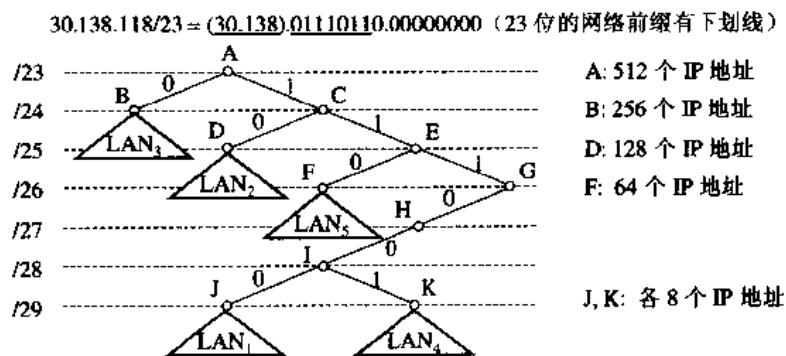 30.138.118/23 = (30.138).01110110.00000000（23 位的网络前缀有下划线）
A
/23
A: 512 个 IP 地址
0
1
B
C
/24
B: 256 个 IP 地址
LAN3
D
0
1
E
/25
D: 128 个 IP 地址
LAN2
F
0
1
G
/26
F: 64 个 IP 地址
LAN5
H
0
/27
I
0
/28
J
0
1
K
/29
J, K: 各 8 个 IP 地址
LAN1
LAN4